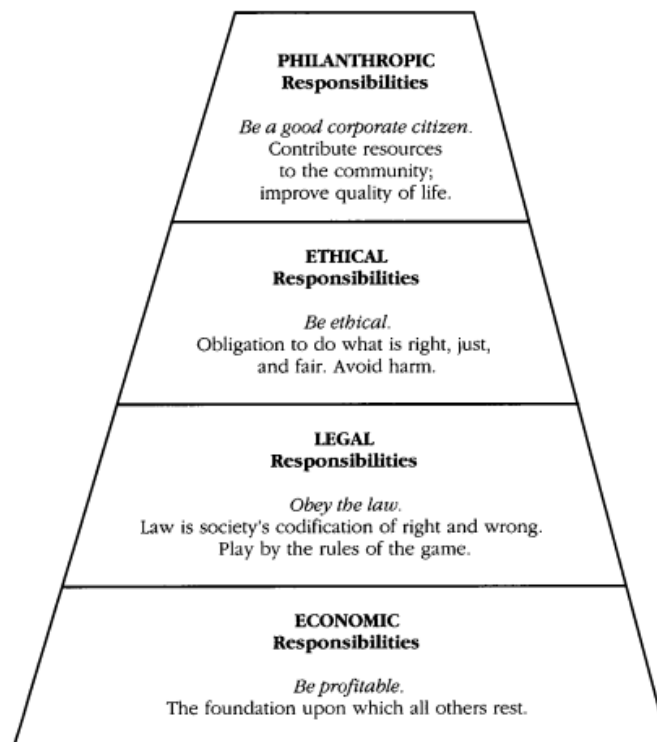 PHILANTHROPIC
Responsibilities
Be a good corporate citizen.
Contribute resources
to the community;
improve quality of life.
ETHICAL
Responsibilities
Be ethical.
Obligation to do what is right, just,
and fair. Avoid harm.
LEGAL
Responsibilities
Obey the law.
Law is society's codification of right and wrong.
Play by the rules of the game.
ECONOMIC
Responsibilities
Be profitable.
The foundation upon which all others rest.